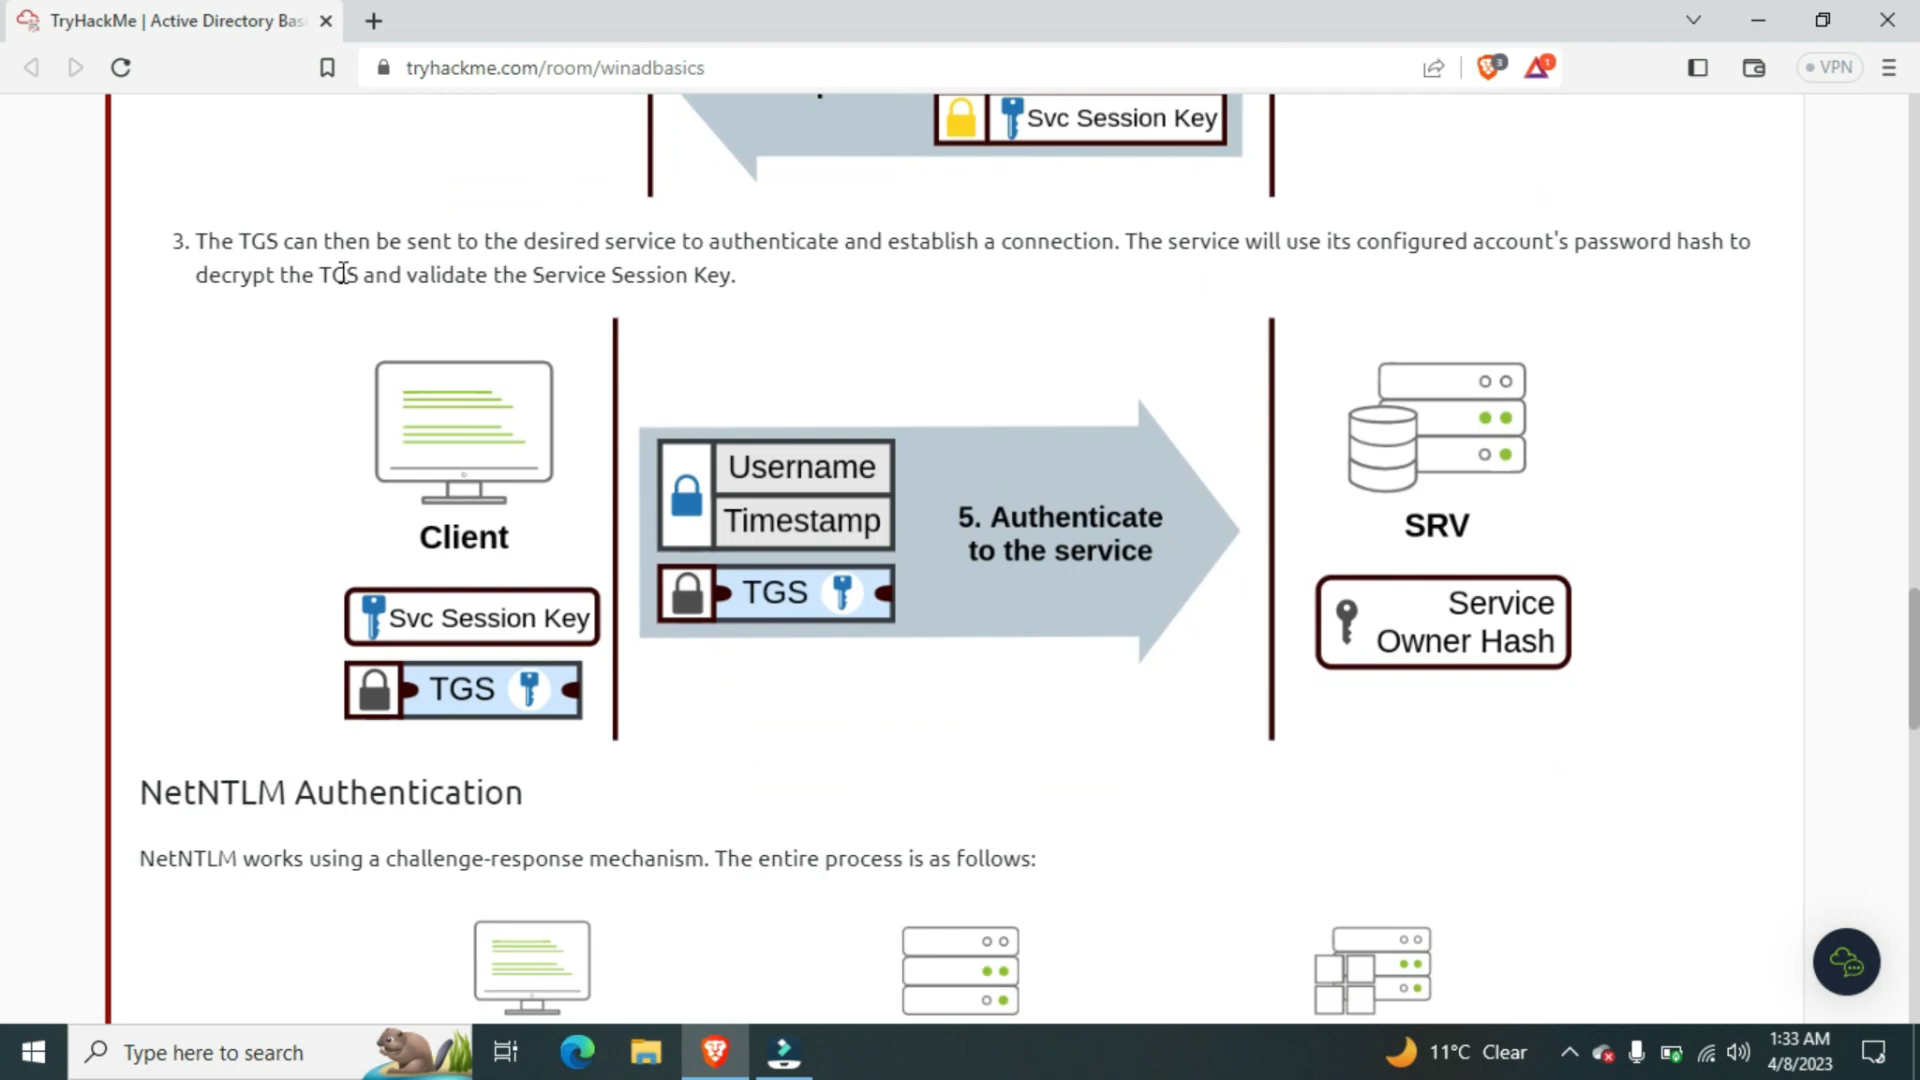 TryHackMe | Active Directory Bas
tryhackme.com/room/winadbasics
3
1
VPN
Svc Session Key
3. The TGS can then be sent to the desired service to authenticate and establish a connection. The service will use its configured account's password hash to
decrypt the TGS and validate the Service Session Key.
Username
Timestamp
5. Authenticate
to the service
TGS
Client
SRV
Svc Session Key
Service
Owner Hash
TGS
NetNTLM Authentication
NetNTLM works using a challenge-response mechanism. The entire process is as follows:
Type here to search
11°C Clear
1:33 AM
4/8/2023